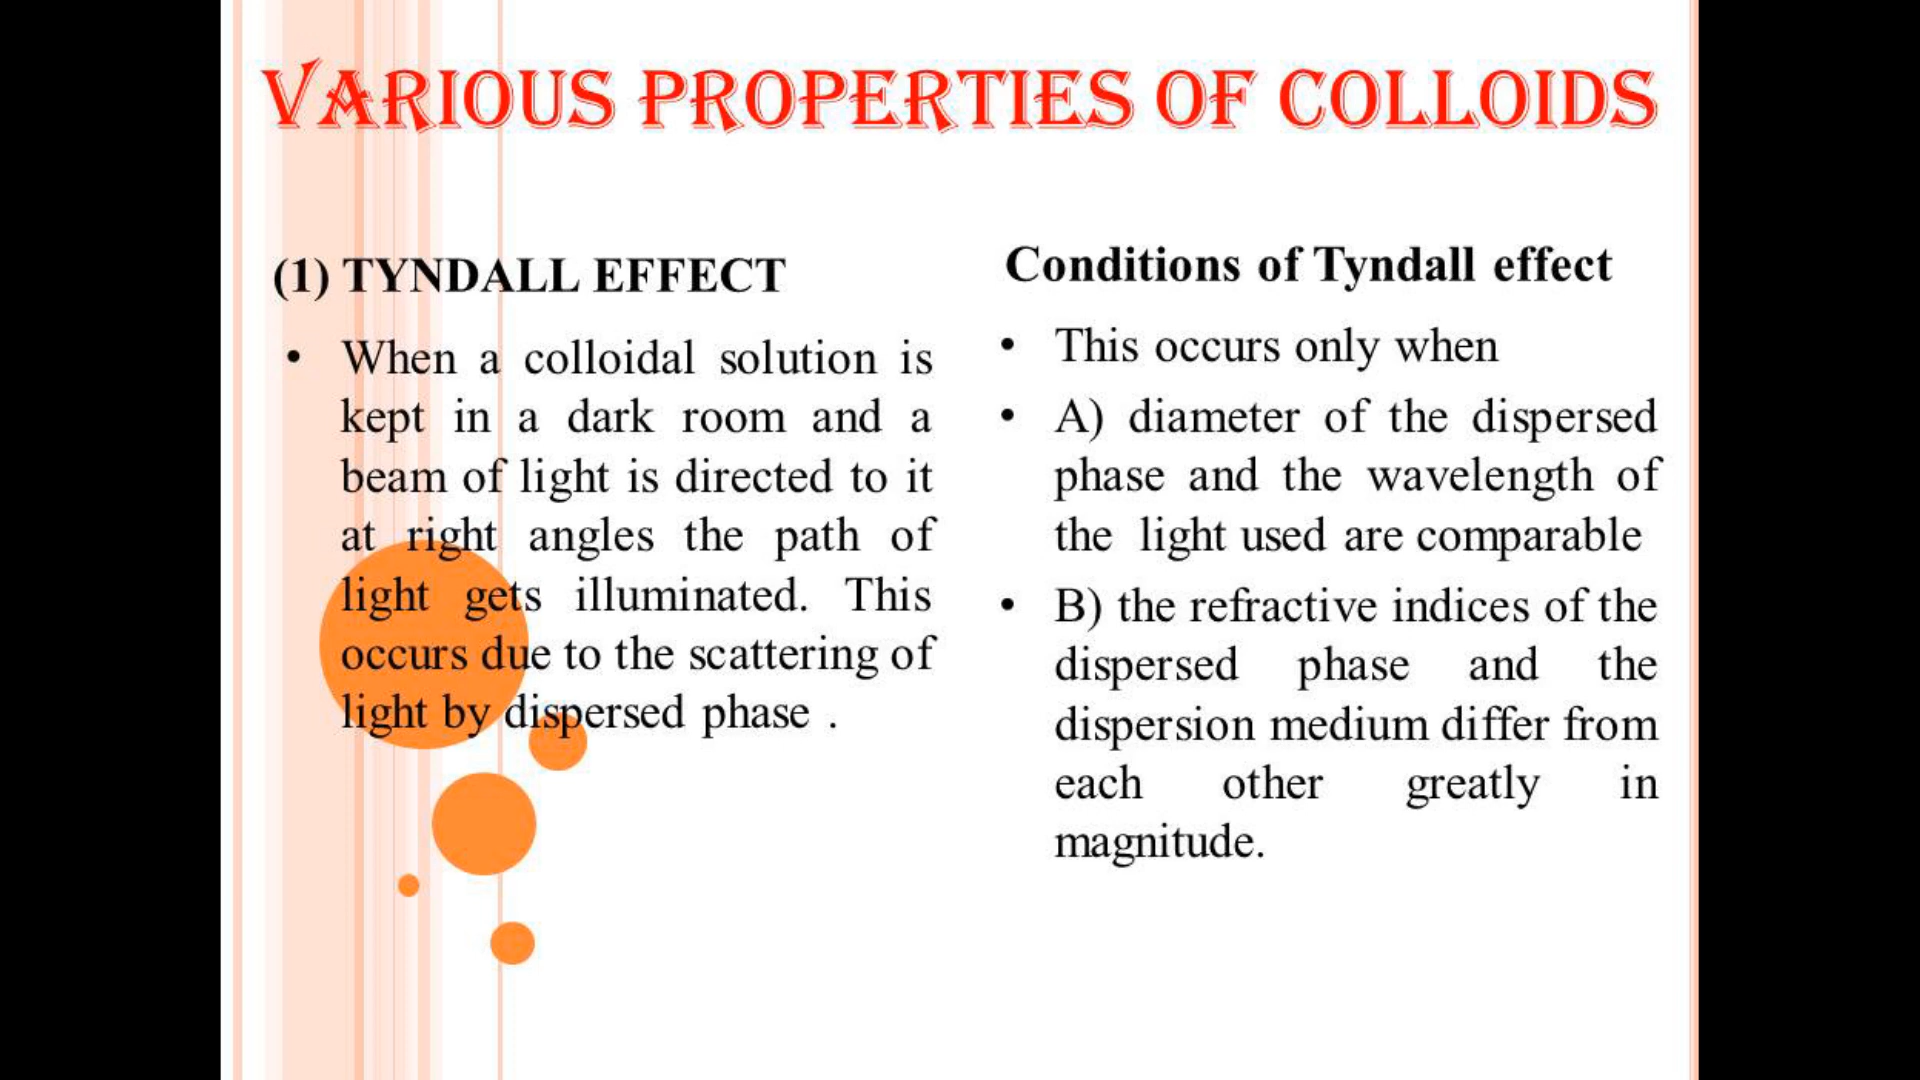 VARIOUS PROPERTIES OF COLLOIDS
(1) TYNDALL EFFECT
• When a colloidal solution is
kept in a dark room and a
beam of light is directed to it
at right angles the path of
light gets illuminated. This
occurs due to the scattering of
light by dispersed phase .
Conditions of Tyndall effect
• This occurs only when
• A) diameter of the dispersed
phase and the wavelength of
the light used are comparable
• B) the refractive indices of the
dispersed phase and the
dispersion medium differ from
each other greatly in
magnitude.